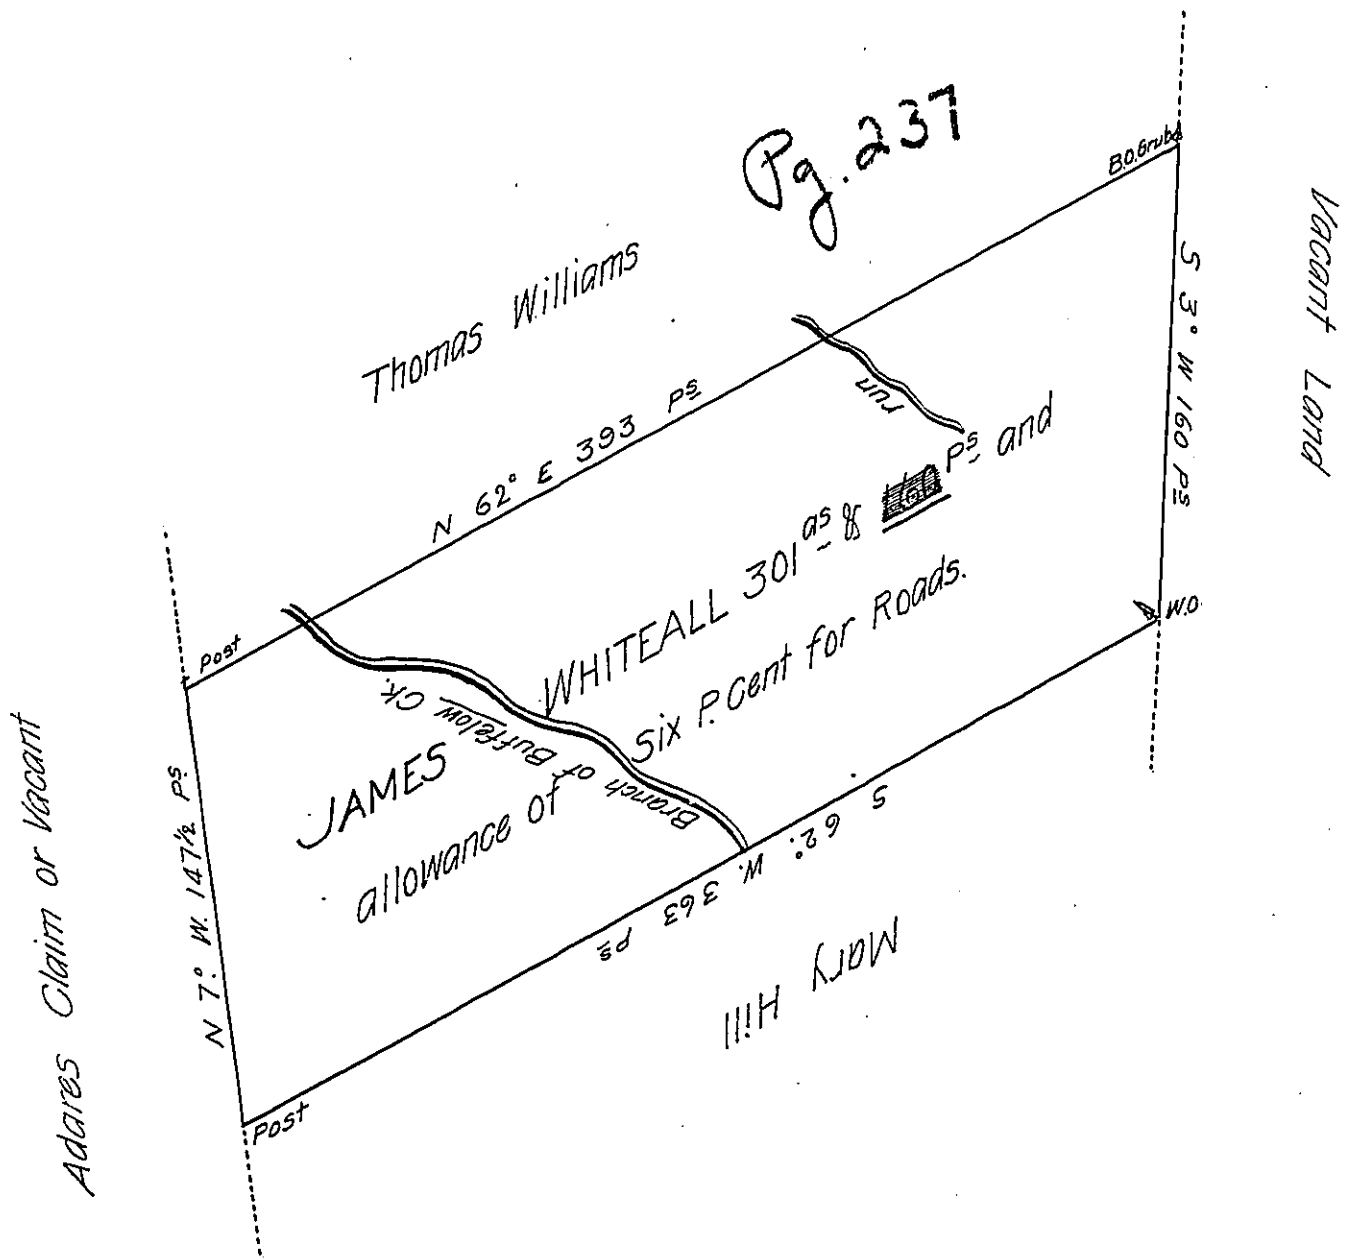 Pg. 237
B.O. Grub
Thomas Williams
Vacant Land
N 62° E 393 Ps
run
S 3° W 160 Ps
JAMES WHITEALL 301 as & Ps and
allowance of Six P. Cent for Roads.
Post
Branch of Buffelow Ck.
W.O.
N 7° W. 147½ Ps
S 62° W. 363 Ps
Adares Claim or Vacant
Mary Hill
Post